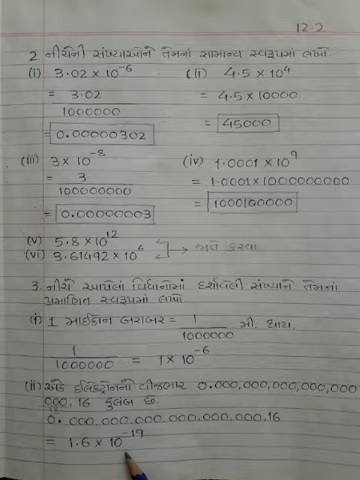 12.2
2 નીચેની સંખ્યાઓને તેમનાં સામાન્ય સ્વરૂપમાં લખો.
(i) 3.02 × 10⁻⁶ (ii) 4.5 × 10⁴
= 3.02 / 1000000 = 4.5 × 10000
= 0.00000302 = 45000
(iii) 3 × 10⁻⁸ (iv) 1.0001 × 10⁹
= 3 / 100000000 = 1.0001 × 1000000000
= 0.00000003 = 1000100000
(v) 5.8 × 10¹²
(vi) 3.61492 × 10⁶ → જાતે કરવા
3. નીચે આપેલાં વિધાનોમાં દર્શાવેલી સંખ્યાને તેમનાં
પ્રમાણિત સ્વરૂપમાં લખો
(i) 1 માઈક્રોન બરાબર = 1 / 1000000 મી. થાય.
1 / 1000000 = 1 × 10⁻⁶
(ii) એક ઈલેક્ટ્રોનનો વીજભાર 0.000,000,000,000,000
000,16 કુલંબ છે.
0.000.000.000.000.000.000.16
= 1.6 × 10⁻¹⁹